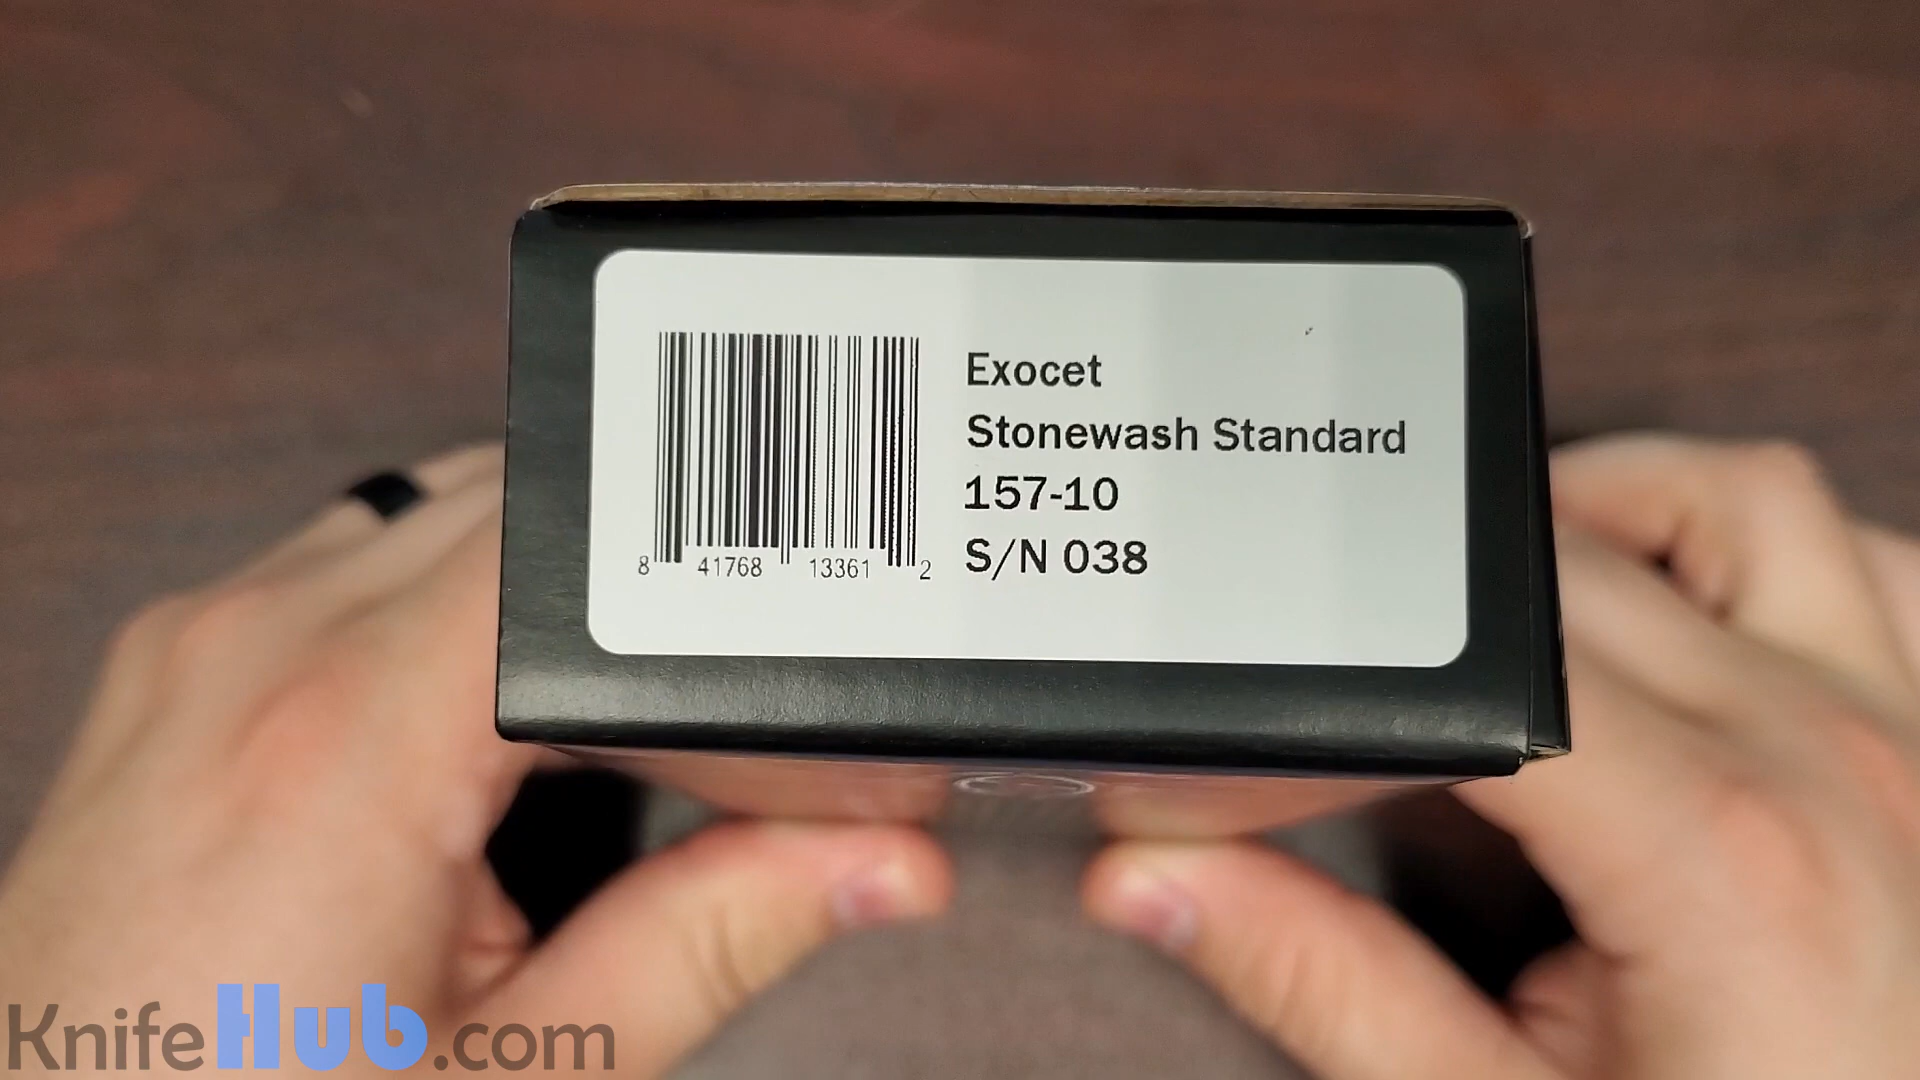 Exocet
Stonewash Standard
157-10
S/N 038
8 41768 13361 2
KnifeHub.com